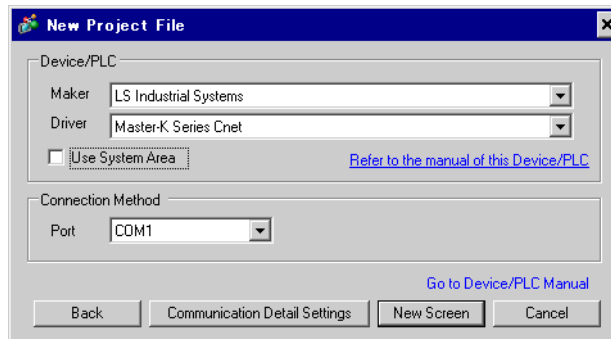 New Project File
Device/PLC
Maker LS Industrial Systems
Driver Master-K Series Cnet
Use System Area Refer to the manual of this Device/PLC
Connection Method
Port COM1
Go to Device/PLC Manual
Back Communication Detail Settings New Screen Cancel